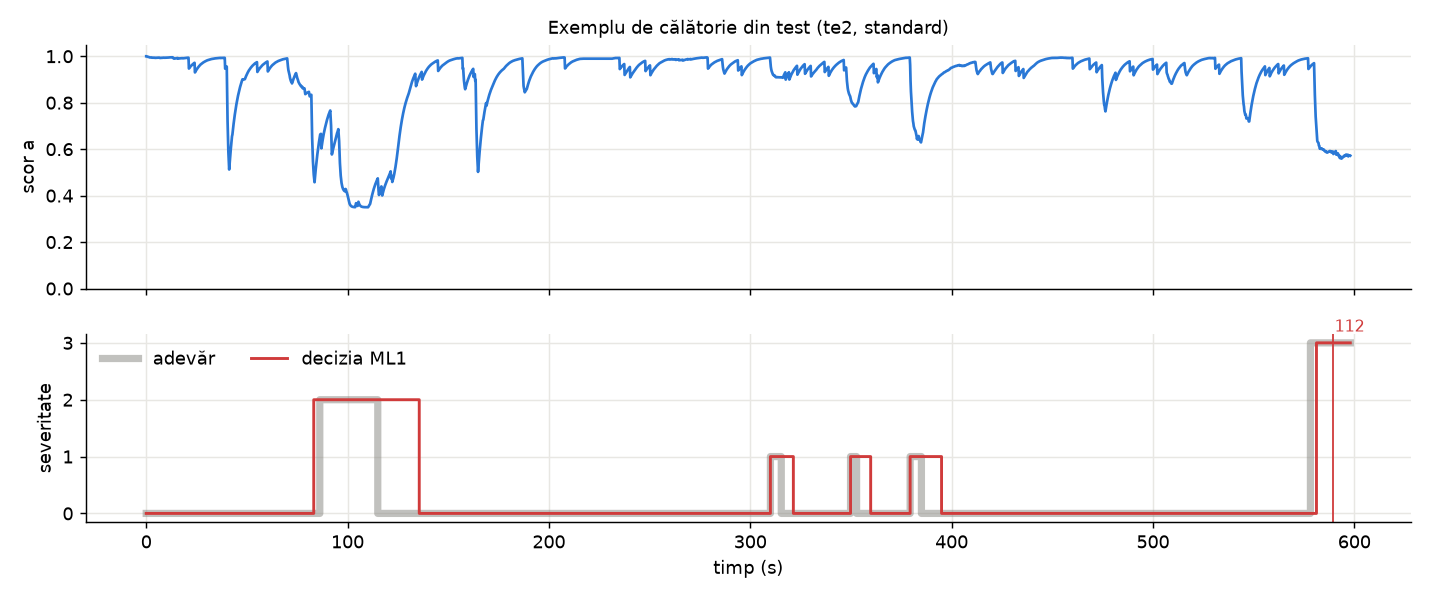 Exemplu de călătorie din test (te2, standard)
1.0
0.8
0.6
0.4
0.2
0.0
scor a
112
3
2
1
0
severitate
adevăr
decizia ML1
0 100 200 300 400 500 600
timp (s)